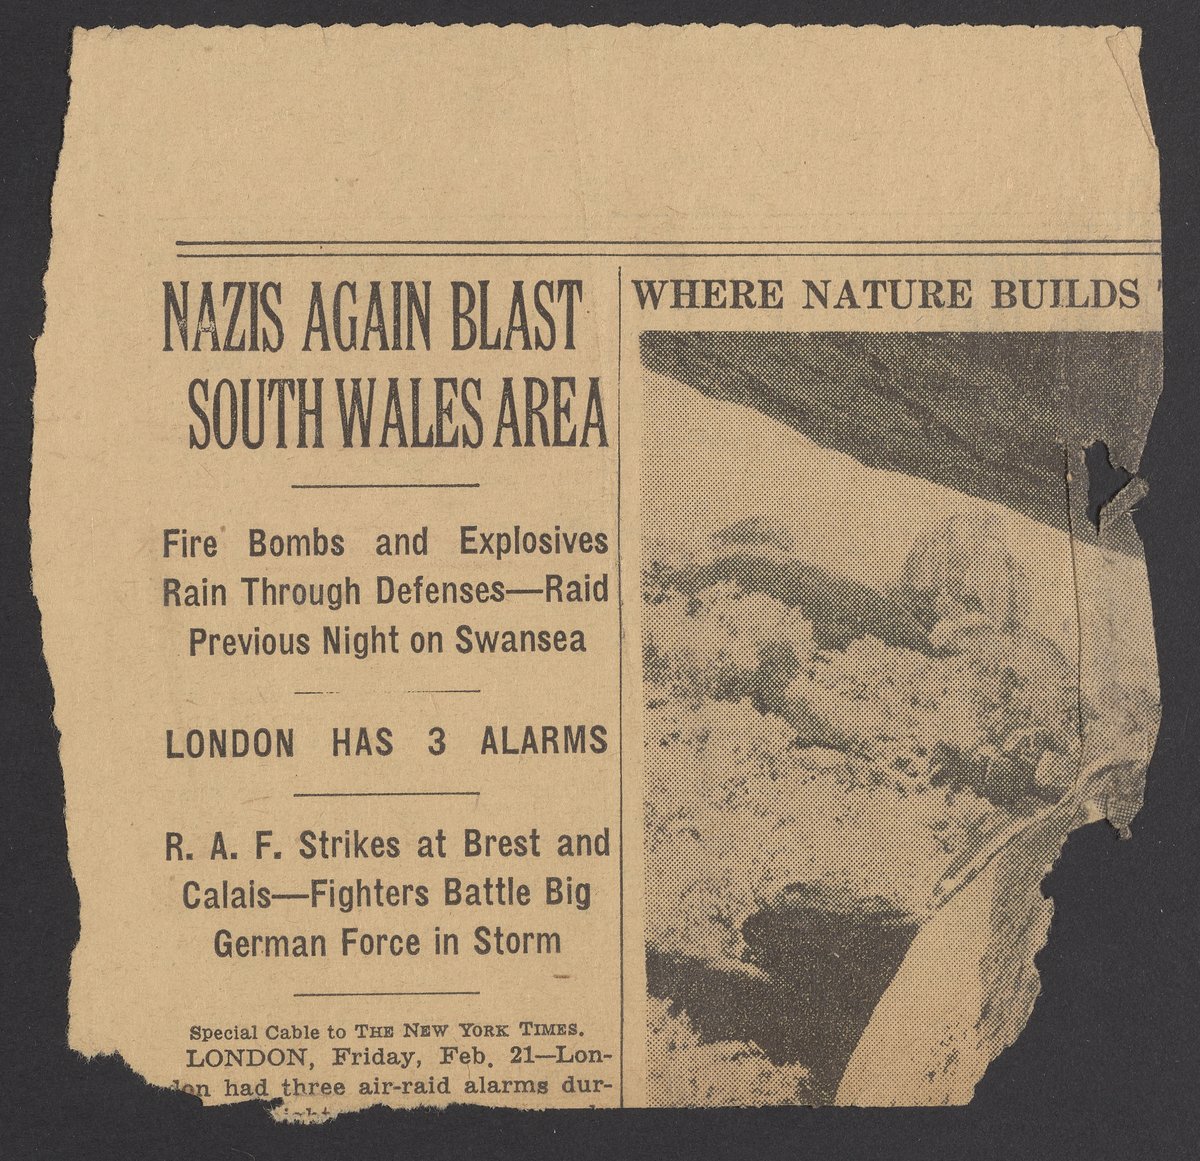 NAZIS AGAIN BLAST
SOUTH WALES AREA
Fire Bombs and Explosives
Rain Through Defenses—Raid
Previous Night on Swansea
LONDON HAS 3 ALARMS
R. A. F. Strikes at Brest and
Calais—Fighters Battle Big
German Force in Storm
Special Cable to THE NEW YORK TIMES.
LONDON, Friday, Feb. 21—Lon-
don had three air-raid alarms dur-
WHERE NATURE BUILDS